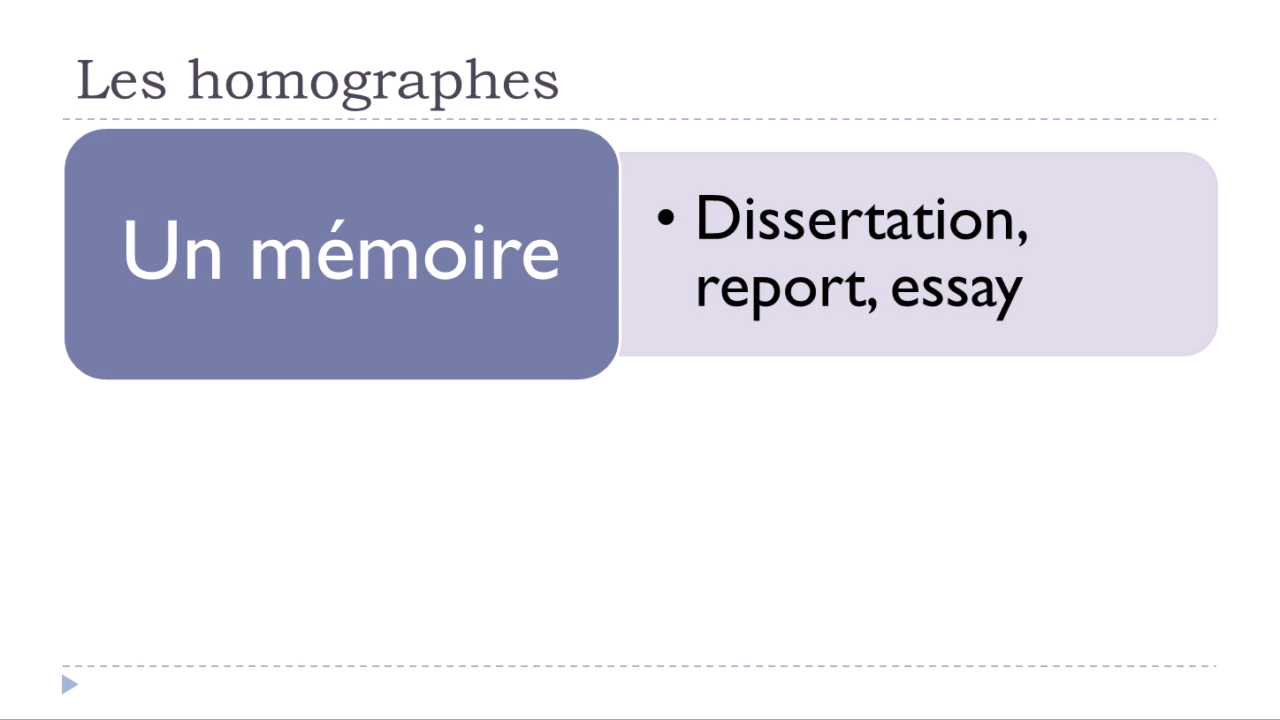 Les homographes
Un mémoire
• Dissertation,
report, essay